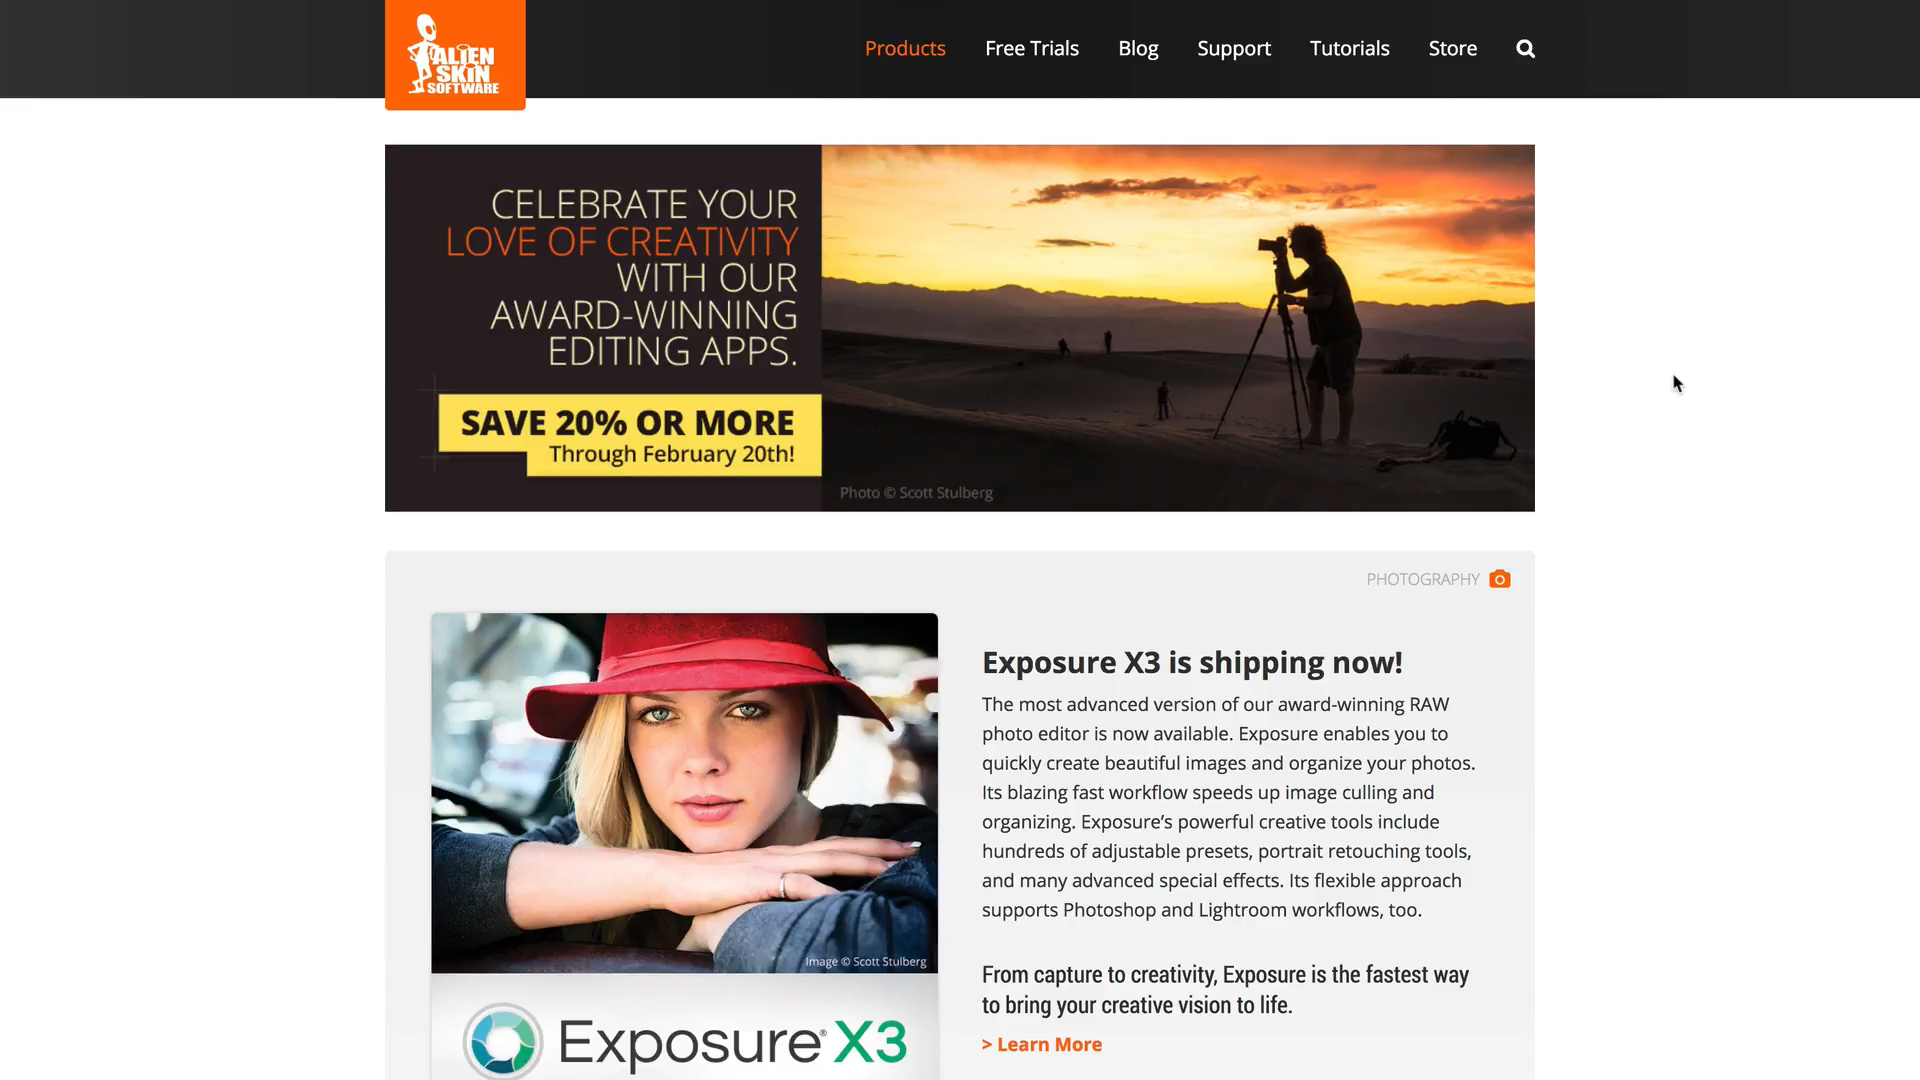 ALIEN
SKIN
SOFTWARE
Products
Free Trials
Blog
Support
Tutorials
Store
CELEBRATE YOUR
LOVE OF CREATIVITY
WITH OUR
AWARD-WINNING
EDITING APPS.
SAVE 20% OR MORE
Through February 20th!
Photo © Scott Stulberg
PHOTOGRAPHY
Image © Scott Stulberg
Exposure® X3
Exposure X3 is shipping now!
The most advanced version of our award-winning RAW
photo editor is now available. Exposure enables you to
quickly create beautiful images and organize your photos.
Its blazing fast workflow speeds up image culling and
organizing. Exposure’s powerful creative tools include
hundreds of adjustable presets, portrait retouching tools,
and many advanced special effects. Its flexible approach
supports Photoshop and Lightroom workflows, too.
From capture to creativity, Exposure is the fastest way
to bring your creative vision to life.
> Learn More